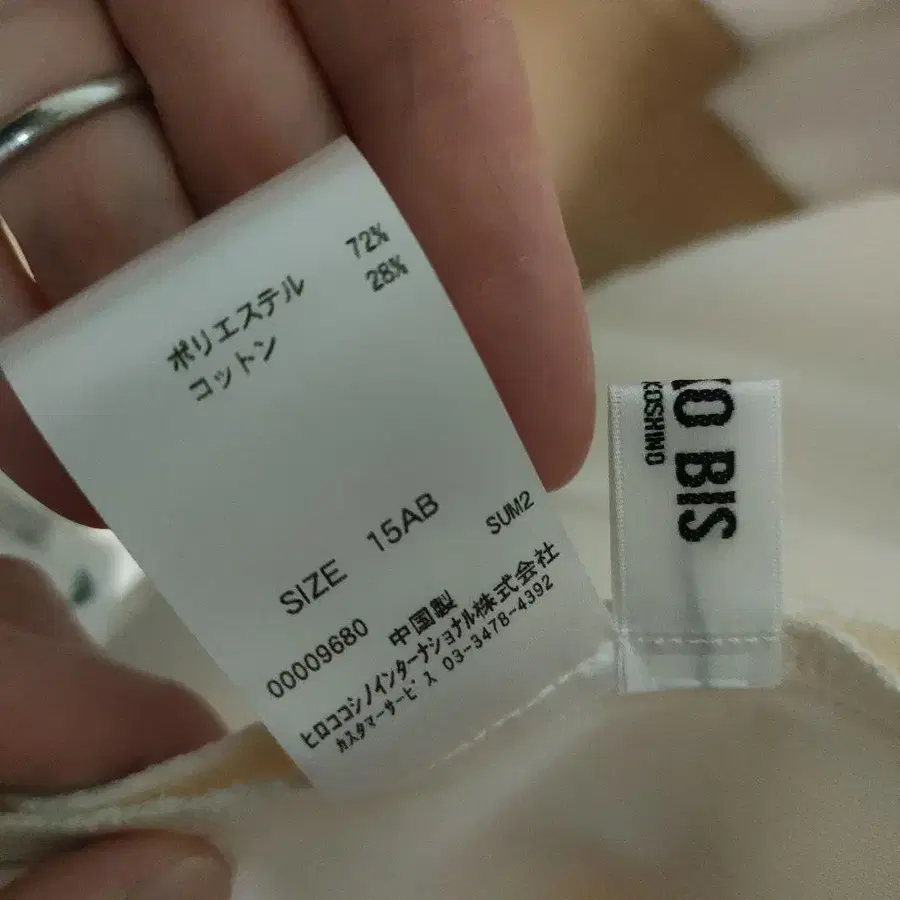 ポリエステル 72%
コットン 28%
SIZE 15AB
SUM2
00009680 中国製
ヒロココシノインターナショナル株式会社
カスタマーサービス 03-3478-4392
KO BIS
KOSHINO